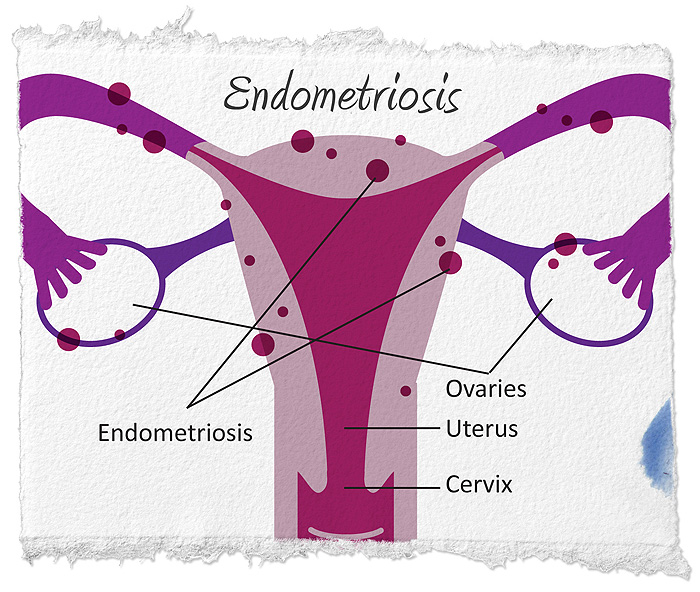 Endometriosis
Ovaries
Endometriosis
Uterus
Cervix